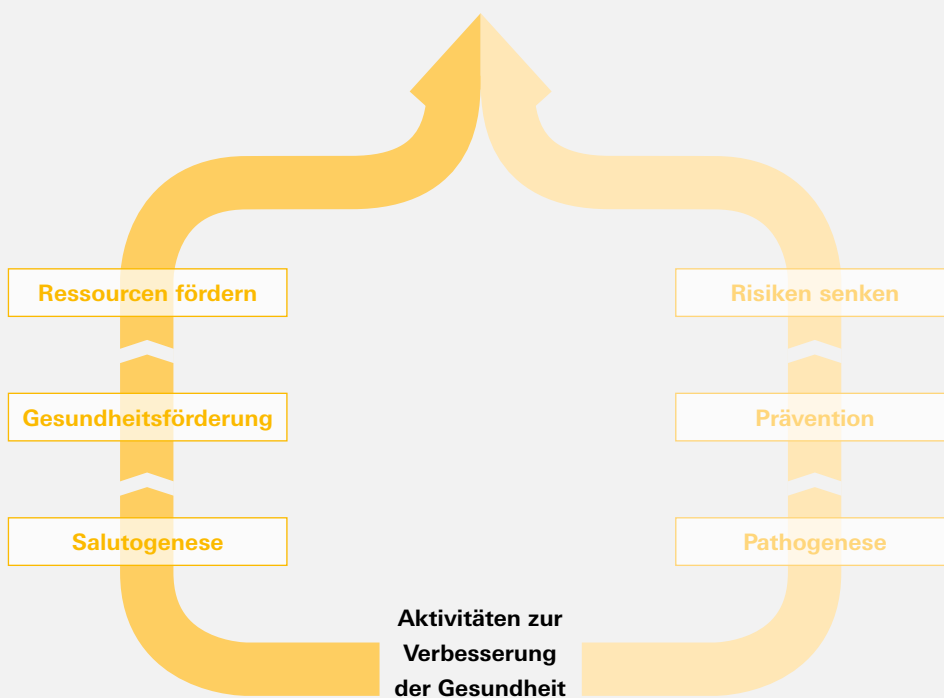 Ressourcen fördern
Risiken senken
Gesundheitsförderung
Prävention
Salutogenese
Pathogenese
Aktivitäten zur
Verbesserung
der Gesundheit